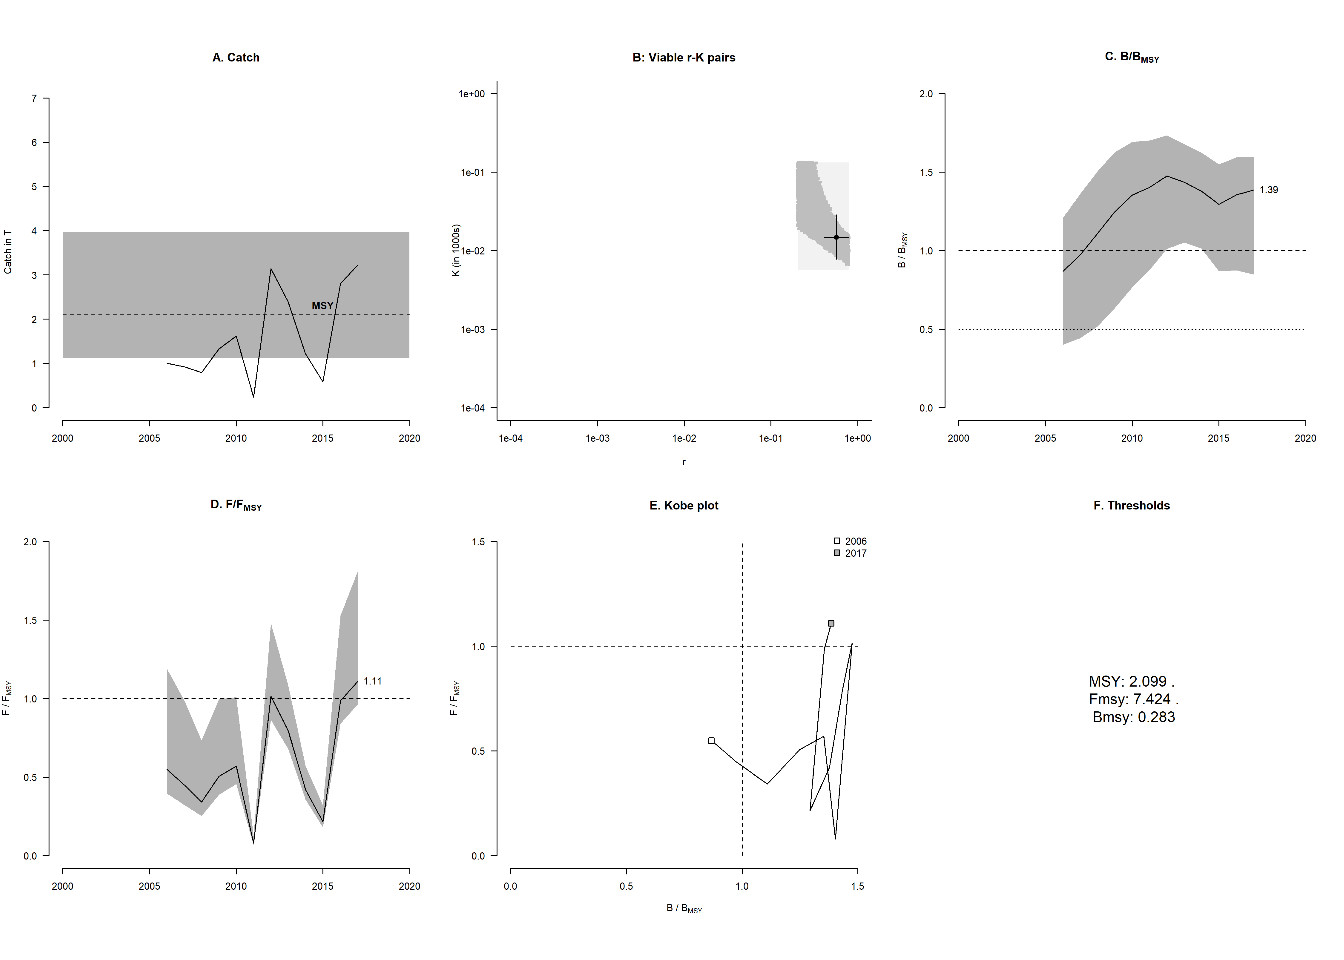 A. Catch
Catch in T
7
6
5
4
3
2
1
0
MSY
2000
2005
2010
2015
2020
B: Viable r-K pairs
K (in 1000s)
1e+00
1e-01
1e-02
1e-03
1e-04
1e-04
1e-03
1e-02
1e-01
1e+00
r
C. B/BMSY
B / BMSY
2.0
1.5
1.0
0.5
0.0
1.39
2000
2005
2010
2015
2020
D. F/FMSY
F / FMSY
2.0
1.5
1.0
0.5
0.0
1.11
2000
2005
2010
2015
2020
E. Kobe plot
F / FMSY
1.5
1.0
0.5
0.0
2006
2017
0.0
0.5
1.0
1.5
B / BMSY
F. Thresholds
MSY: 2.099 .
Fmsy: 7.424 .
Bmsy: 0.283